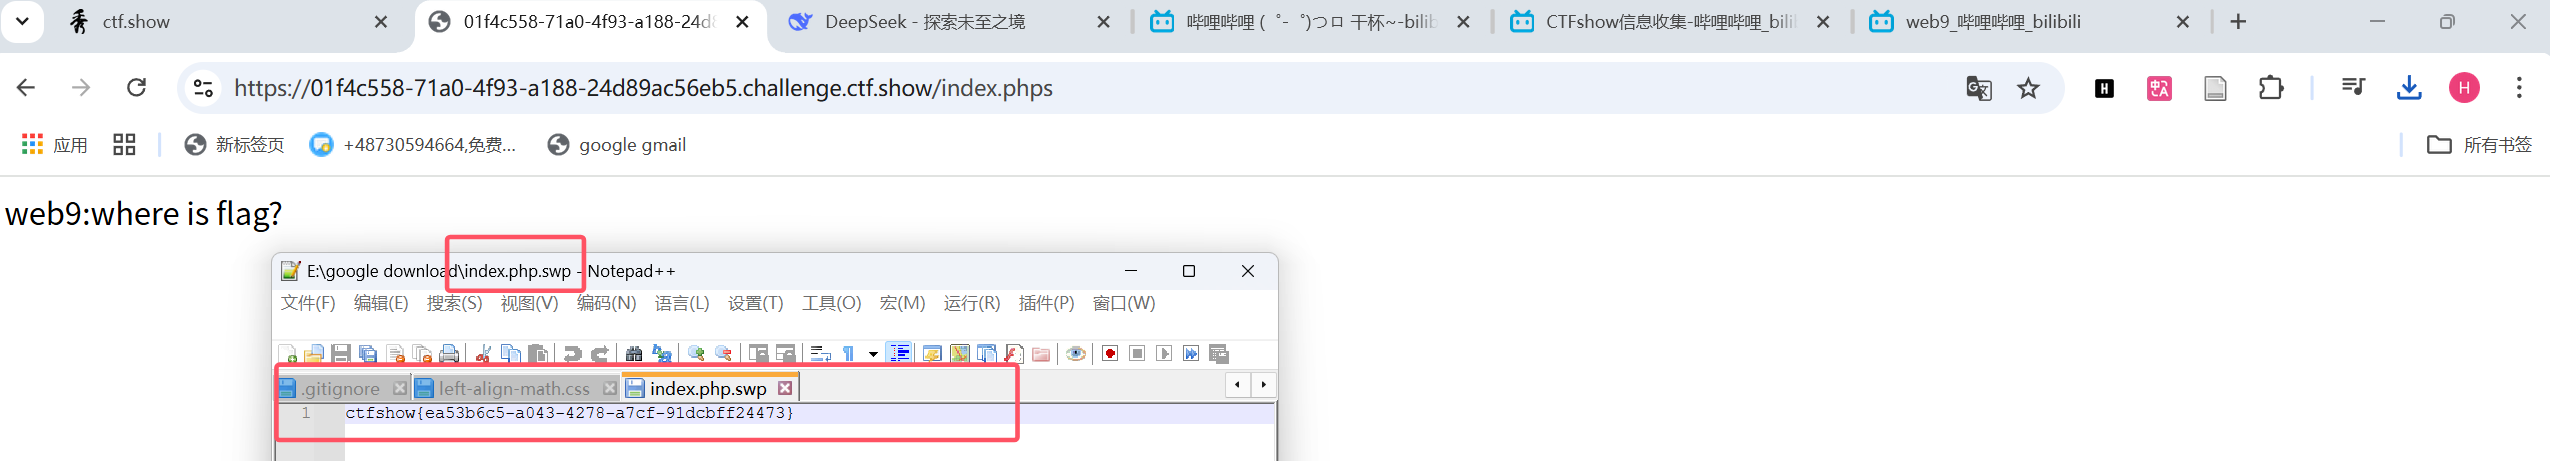 ctf.show
01f4c558-71a0-4f93-a188-24d8
DeepSeek - 探索未至之境
哔哩哔哩 (゜-゜)つロ 干杯~-bilib
CTFshow信息收集-哔哩哔哩_bili
web9_哔哩哔哩_bilibili
https://01f4c558-71a0-4f93-a188-24d89ac56eb5.challenge.ctf.show/index.phps
H
H
应用
新标签页
+48730594664,免费...
google gmail
所有书签
web9:where is flag?
E:\google download\index.php.swp - Notepad++
文件(F) 编辑(E) 搜索(S) 视图(V) 编码(N) 语言(L) 设置(T) 工具(O) 宏(M) 运行(R) 插件(P) 窗口(W)
.gitignore left-align-math.css index.php.swp
1 ctfshow{ea53b6c5-a043-4278-a7cf-91dcbff24473}